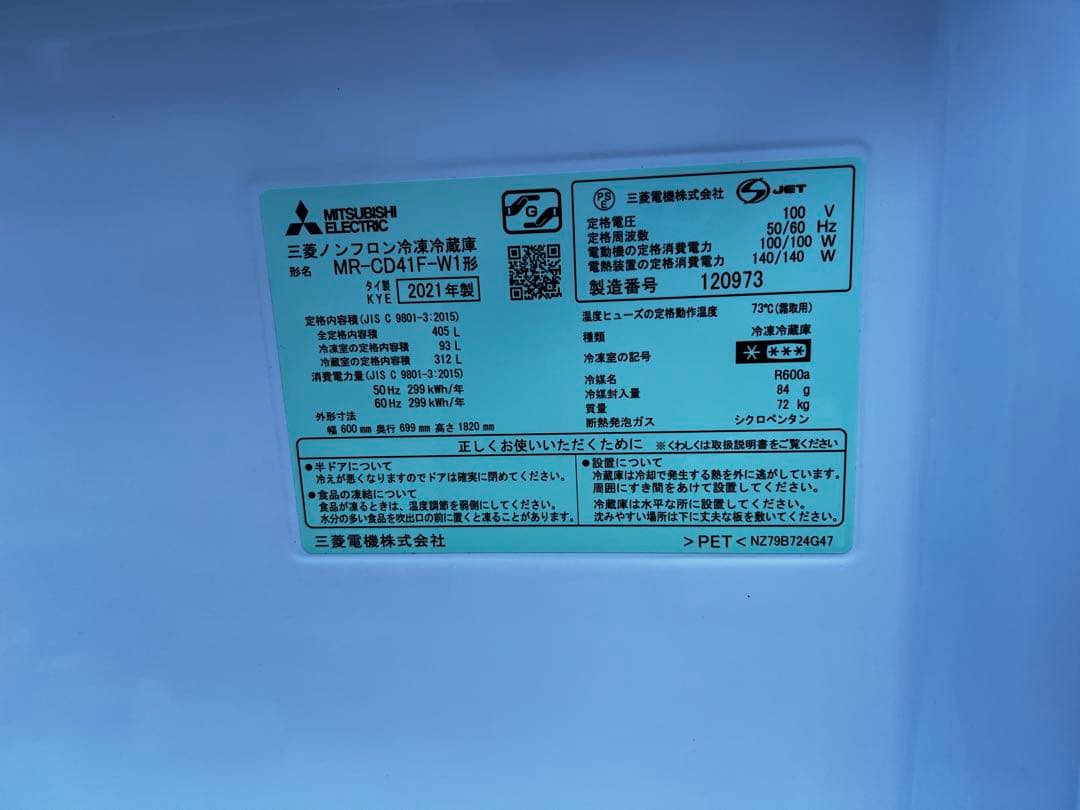 MITSUBISHI
ELECTRIC
G
三菱ノンフロン冷凍冷蔵庫
形名 MR-CD41F-W1形
タイ製
KYE 2021年製
定格内容積(JIS C 9801-3:2015)
全定格内容積 405 L
冷凍室の定格内容積 93 L
冷蔵室の定格内容積 312 L
消費電力量(JIS C 9801-3:2015)
50Hz 299 kWh/年
60Hz 299 kWh/年
外形寸法
幅 600 mm 奥行 699 mm 高さ 1820 mm
PS
E 三菱電機株式会社 S JET
定格電圧 100 V
定格周波数 50/60 Hz
電動機の定格消費電力 100/100 W
電熱装置の定格消費電力 140/140 W
製造番号 120973
温度ヒューズの定格動作温度 73℃(霜取用)
種類 冷凍冷蔵庫
冷凍室の記号 * ***
冷媒名 R600a
冷媒封入量 84 g
質量 72 kg
断熱発泡ガス シクロペンタン
正しくお使いいただくために ※くわしくは取扱説明書をご覧ください
●半ドアについて
冷えが悪くなりますのでドアは確実に閉めてください。
●食品の凍結について
食品が凍るときは、温度調節を弱側にしてください。
水分の多い食品を吹出口の前に置くと凍ることがあります。
●設置について
冷蔵庫は冷却で発生する熱を外に逃がしています。
周囲にすき間をあけて設置してください。
冷蔵庫は水平な所に設置してください。
沈みやすい場所は下に丈夫な板を敷いてください。
三菱電機株式会社 >PET< NZ79B724G47